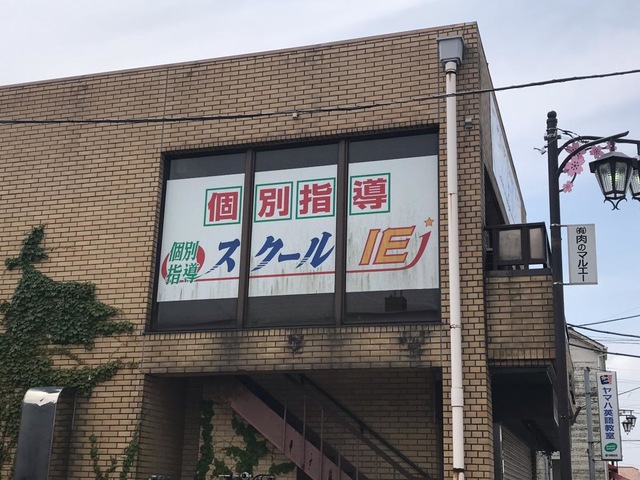 個別指導
個別
指導
スクール IE
㈲肉のマルエー
ヤマハ英語教室